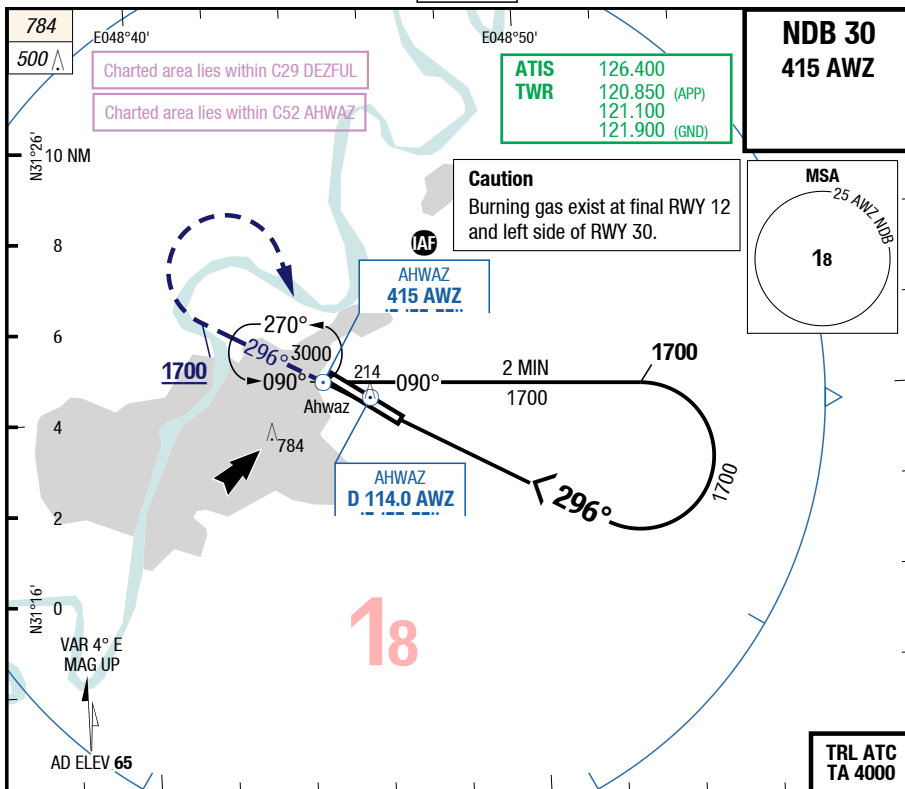 784
500
E048°40'
E048°50'
NDB 30
415 AWZ
Charted area lies within C29 DEZFUL
Charted area lies within C52 AHWAZ
ATIS 126.400
TWR 120.850 (APP)
121.100
121.900 (GND)
N31°26'
10 NM
Caution
Burning gas exist at final RWY 12
and left side of RWY 30.
MSA
25 AWZ NDB
18
8
IAF
AHWAZ
415 AWZ
6
270°
296°
3000
1700
090°
214
090°
2 MIN
1700
1700
Ahwaz
4
784
AHWAZ
D 114.0 AWZ
296°
1700
2
N31°16'
0
18
VAR 4° E
MAG UP
AD ELEV 65
TRL ATC
TA 4000